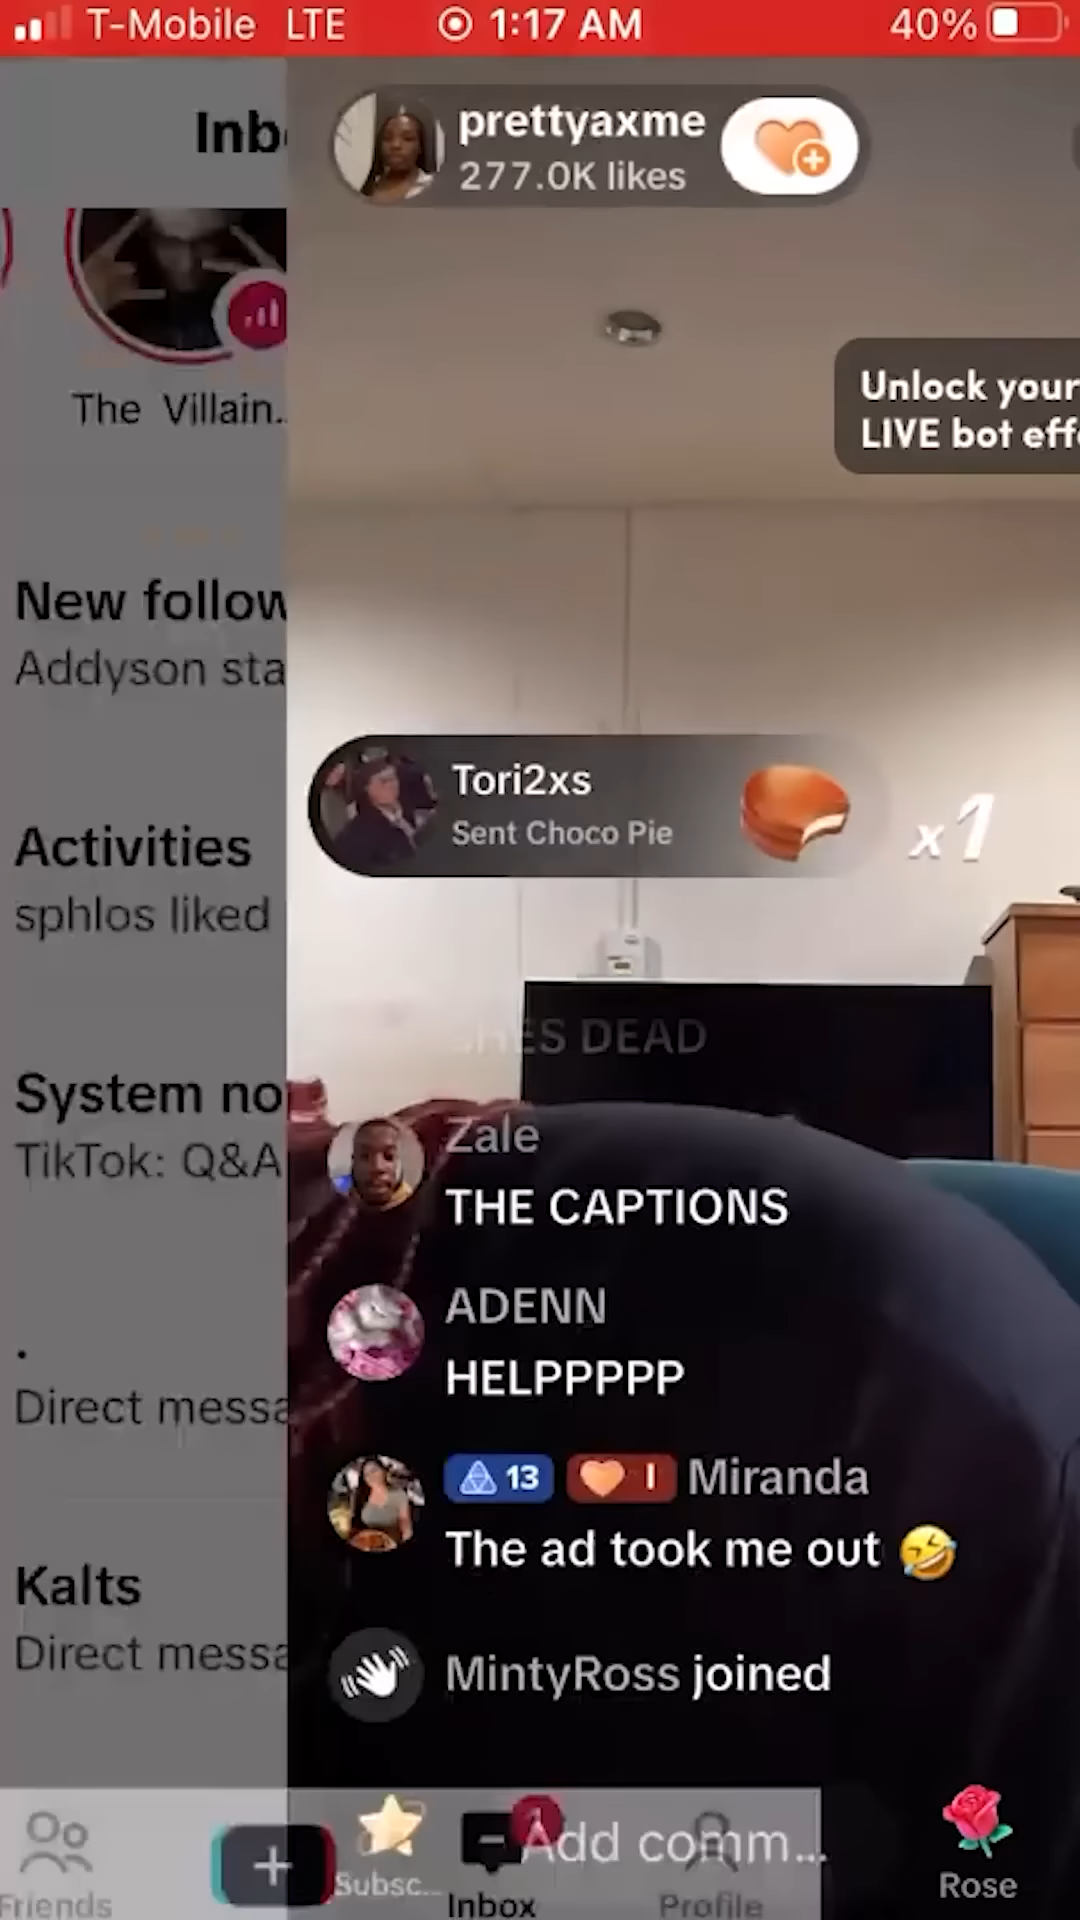 T-Mobile LTE 1:17 AM 40%
Inb
prettyaxme
277.0K likes
The Villain...
Unlock your
LIVE bot eff
New follow
Addyson sta
Tori2xs
Sent Choco Pie
x1
Activities
sphlos liked
HES DEAD
System no
TikTok: Q&A
Zale
THE CAPTIONS
ADENN
HELPPPPP
.
Direct messa
13 I Miranda
The ad took me out 🤣
Kalts
Direct messa
MintyRoss joined
Add comm...
Friends
Subsc...
Inbox
Profile
Rose